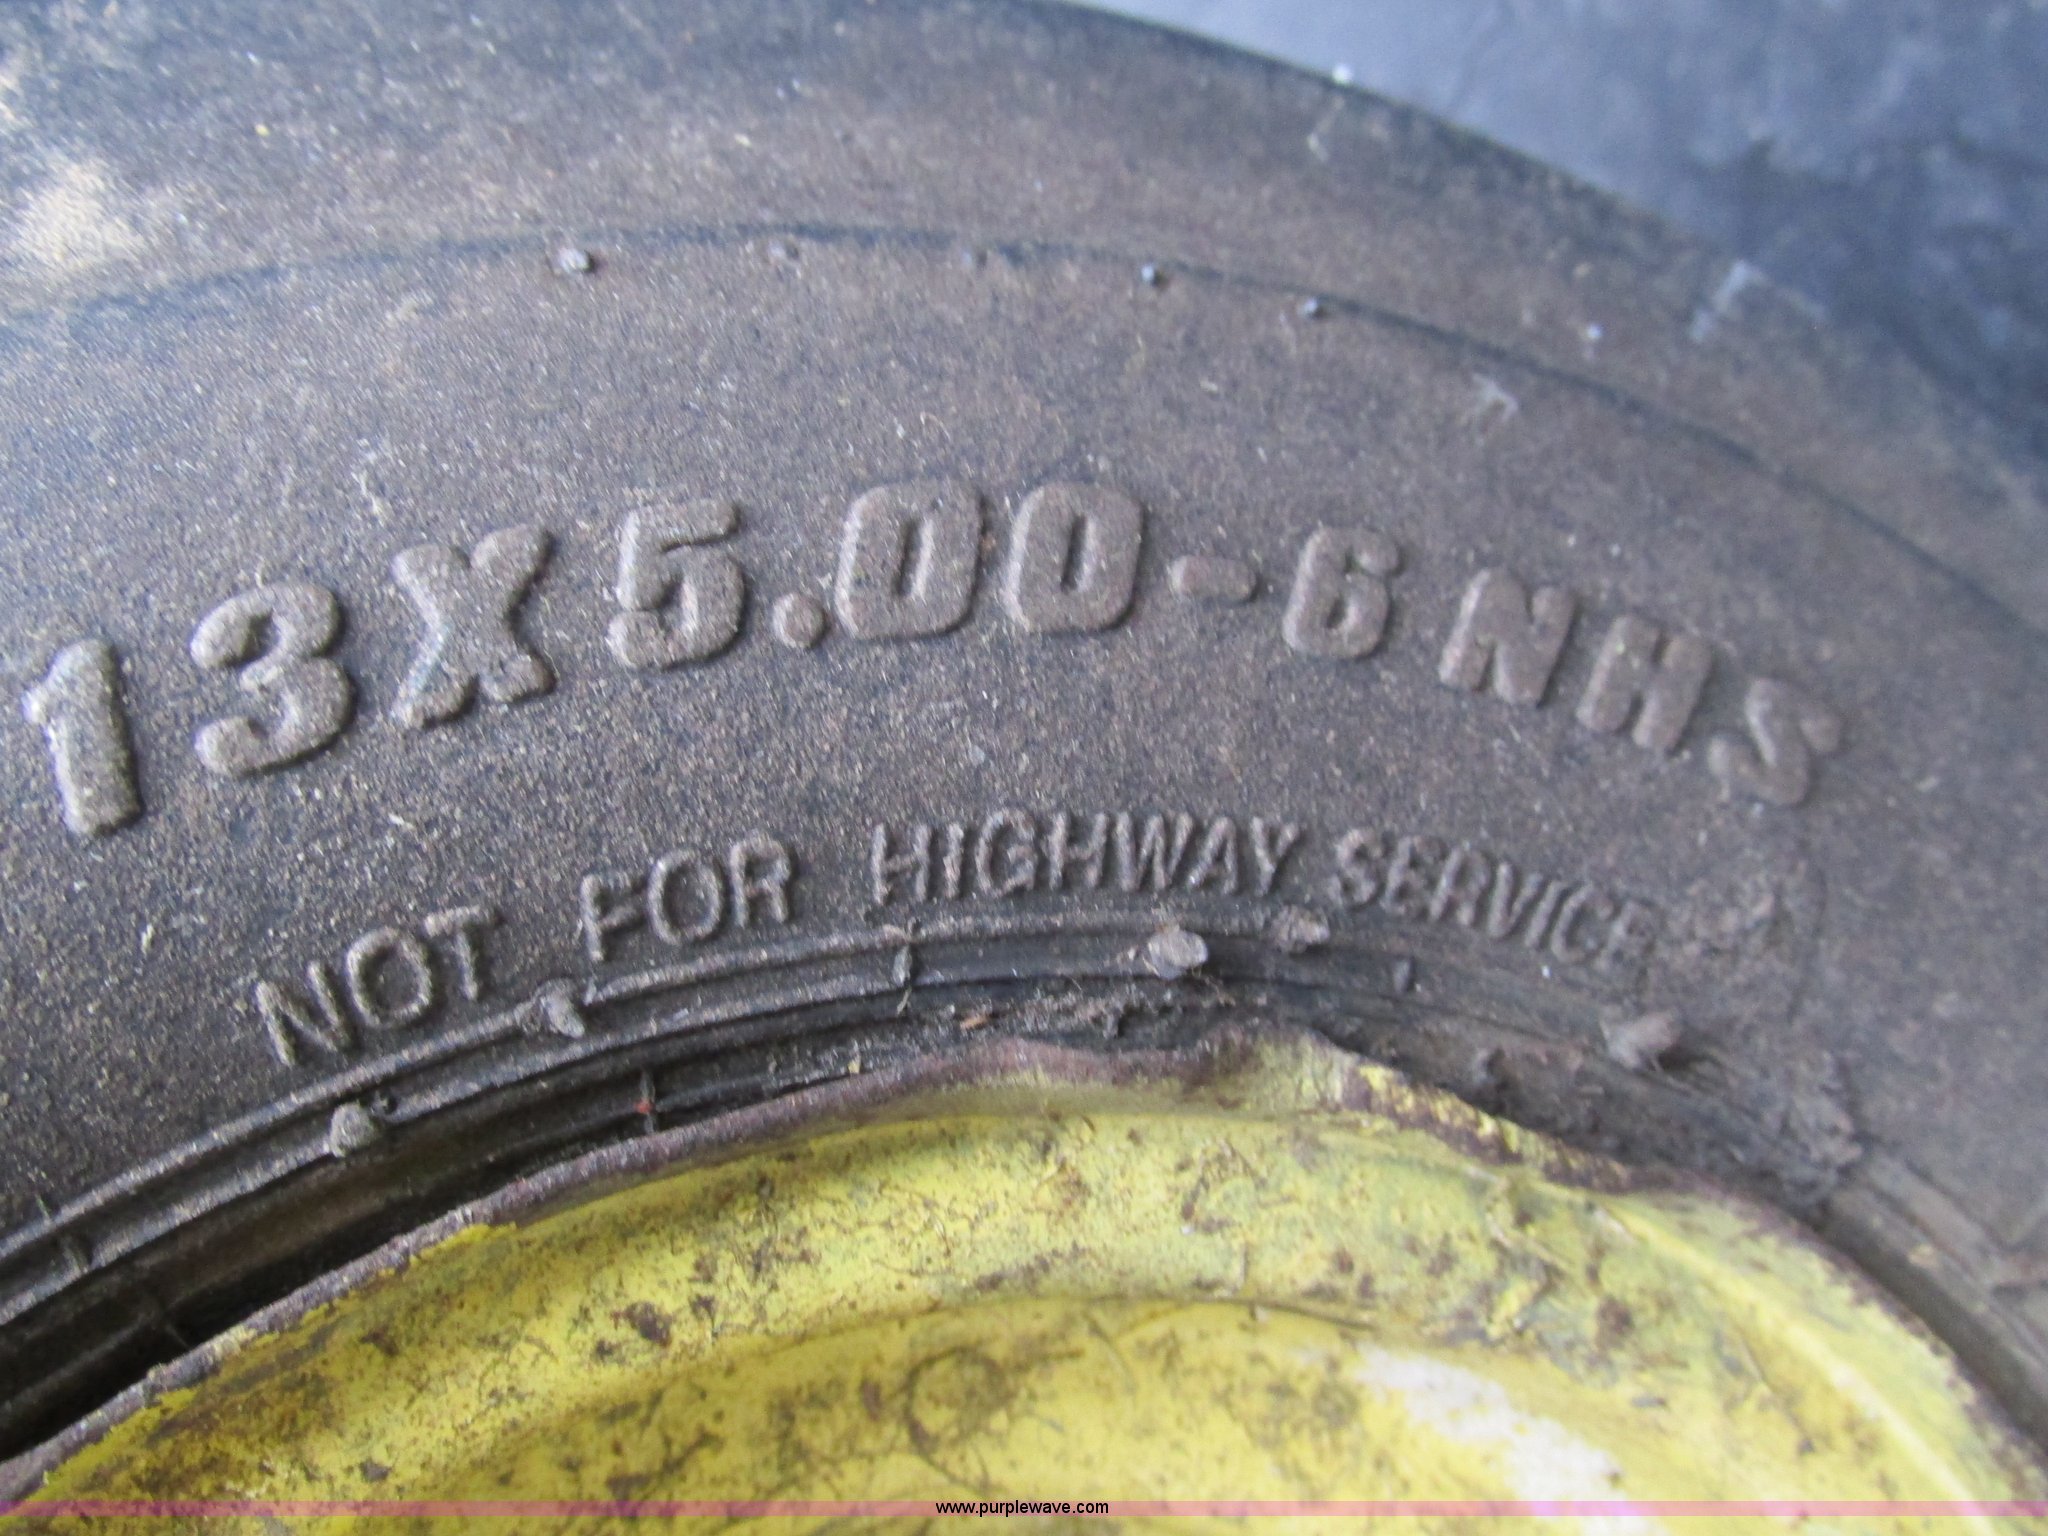 13X5.00-6 NHS
NOT FOR HIGHWAY SERVICE
www.purplewave.com